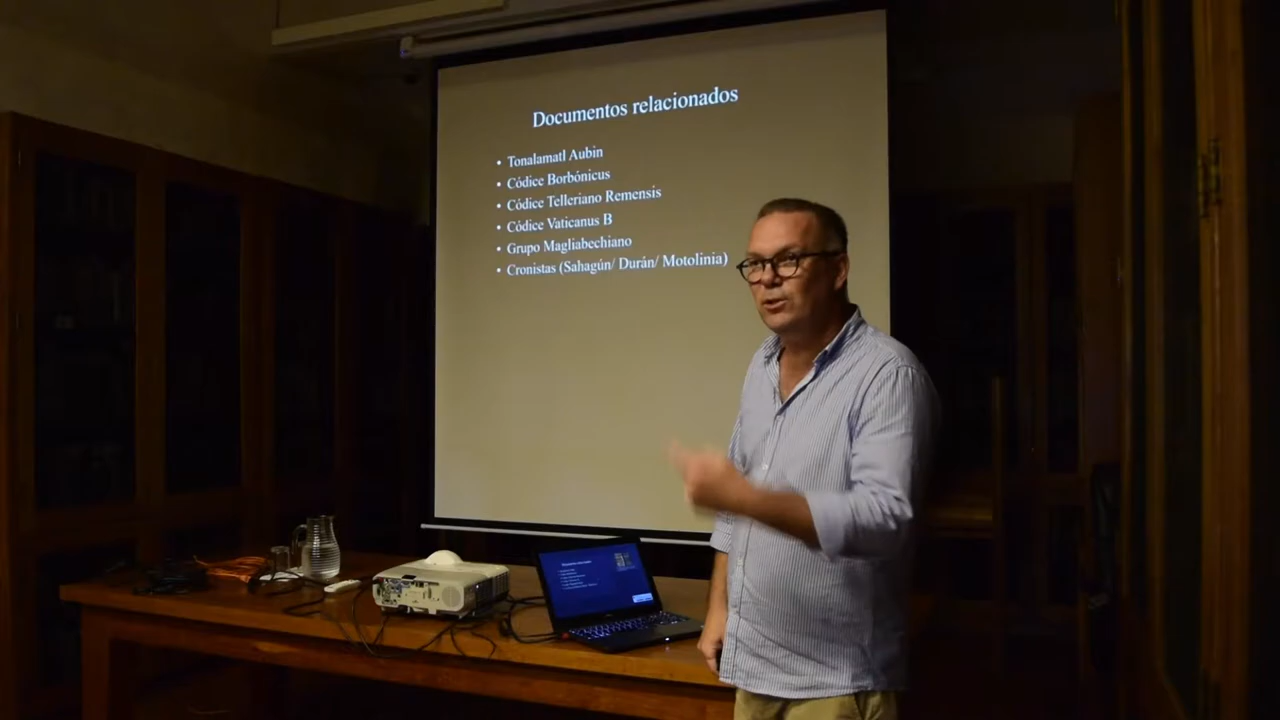 Documentos relacionados
• Tonalamatl Aubin
• Códice Borbónicus
• Códice Telleriano Remensis
• Códice Vaticanus B
• Grupo Magliabechiano
• Cronistas (Sahagún/ Durán/ Motolinia)